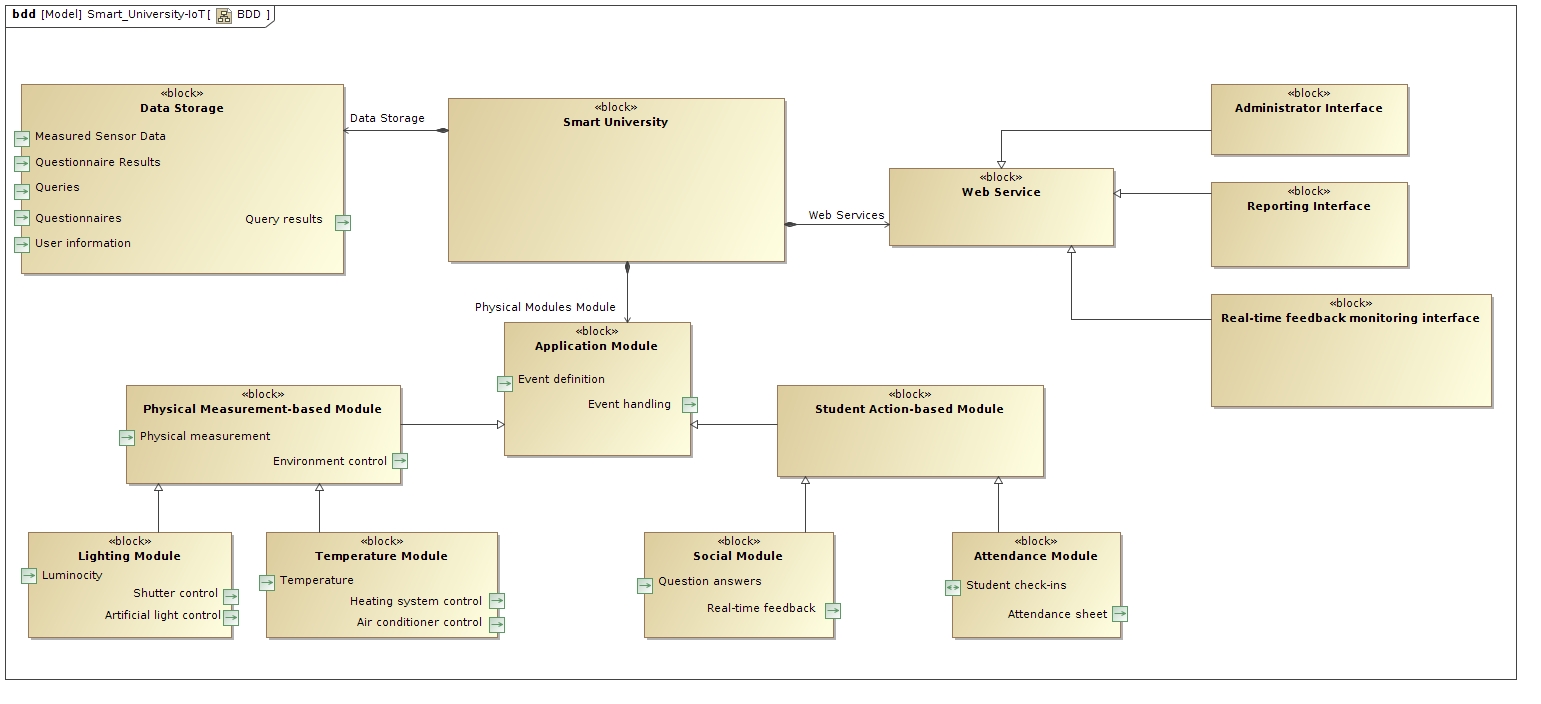 bdd [Model] Smart_University-IoT[ BDD ]
«block»
Data Storage
Measured Sensor Data
Questionnaire Results
Queries
Questionnaires
Query results
User information
Data Storage
«block»
Smart University
Web Services
«block»
Web Service
«block»
Administrator Interface
«block»
Reporting Interface
«block»
Real-time feedback monitoring interface
Physical Modules Module
«block»
Application Module
Event definition
Event handling
«block»
Physical Measurement-based Module
Physical measurement
Environment control
«block»
Student Action-based Module
«block»
Lighting Module
Luminocity
Shutter control
Artificial light control
«block»
Temperature Module
Temperature
Heating system control
Air conditioner control
«block»
Social Module
Question answers
Real-time feedback
«block»
Attendance Module
Student check-ins
Attendance sheet